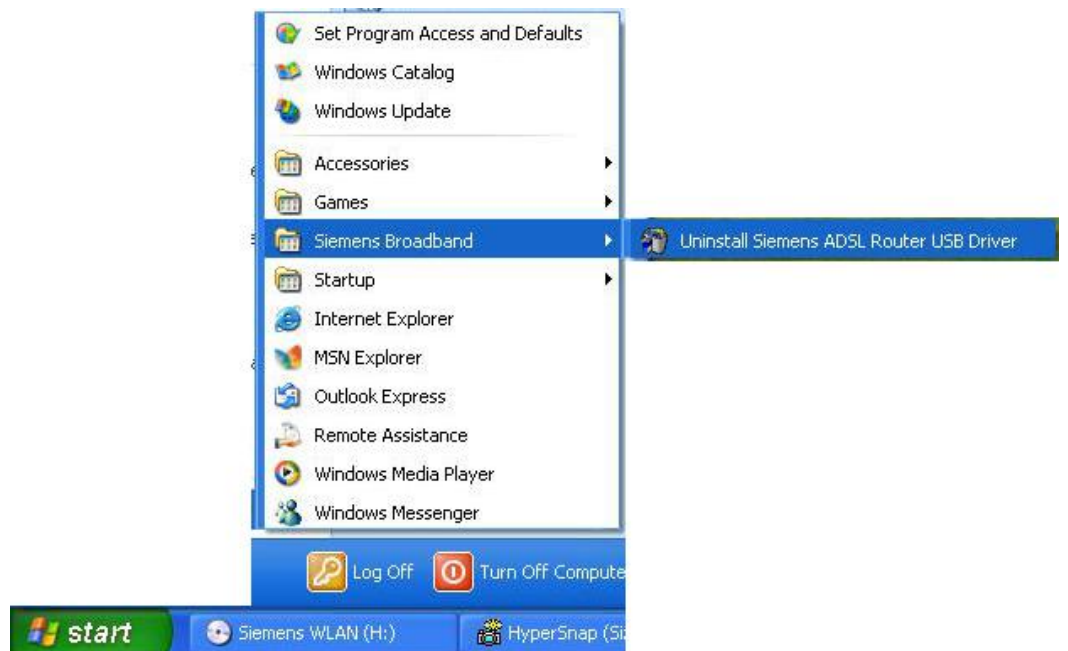 Set Program Access and Defaults
Windows Catalog
Windows Update
Accessories
Games
Siemens Broadband
Uninstall Siemens ADSL Router USB Driver
Startup
Internet Explorer
MSN Explorer
Outlook Express
Remote Assistance
Windows Media Player
Windows Messenger
Log Off
Turn Off Compute
start
Siemens WLAN (H:)
HyperSnap (Si